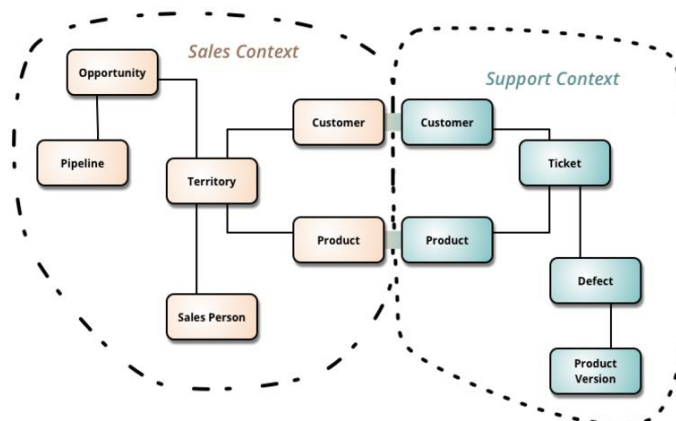 Sales Context
Opportunity
Support Context
Customer
Customer
Pipeline
Ticket
Territory
Product
Product
Defect
Sales Person
Product
Version